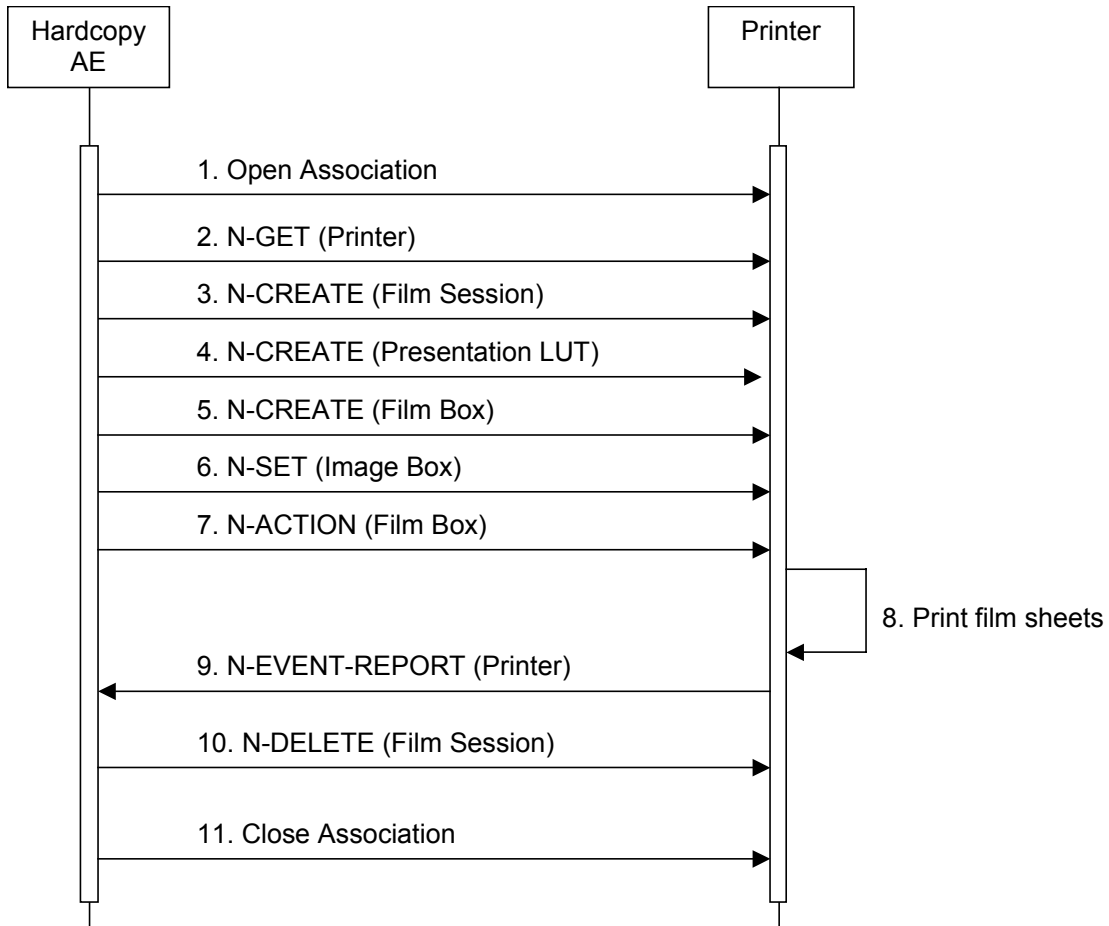 Hardcopy
AE
Printer
1. Open Association
2. N-GET (Printer)
3. N-CREATE (Film Session)
4. N-CREATE (Presentation LUT)
5. N-CREATE (Film Box)
6. N-SET (Image Box)
7. N-ACTION (Film Box)
8. Print film sheets
9. N-EVENT-REPORT (Printer)
10. N-DELETE (Film Session)
11. Close Association